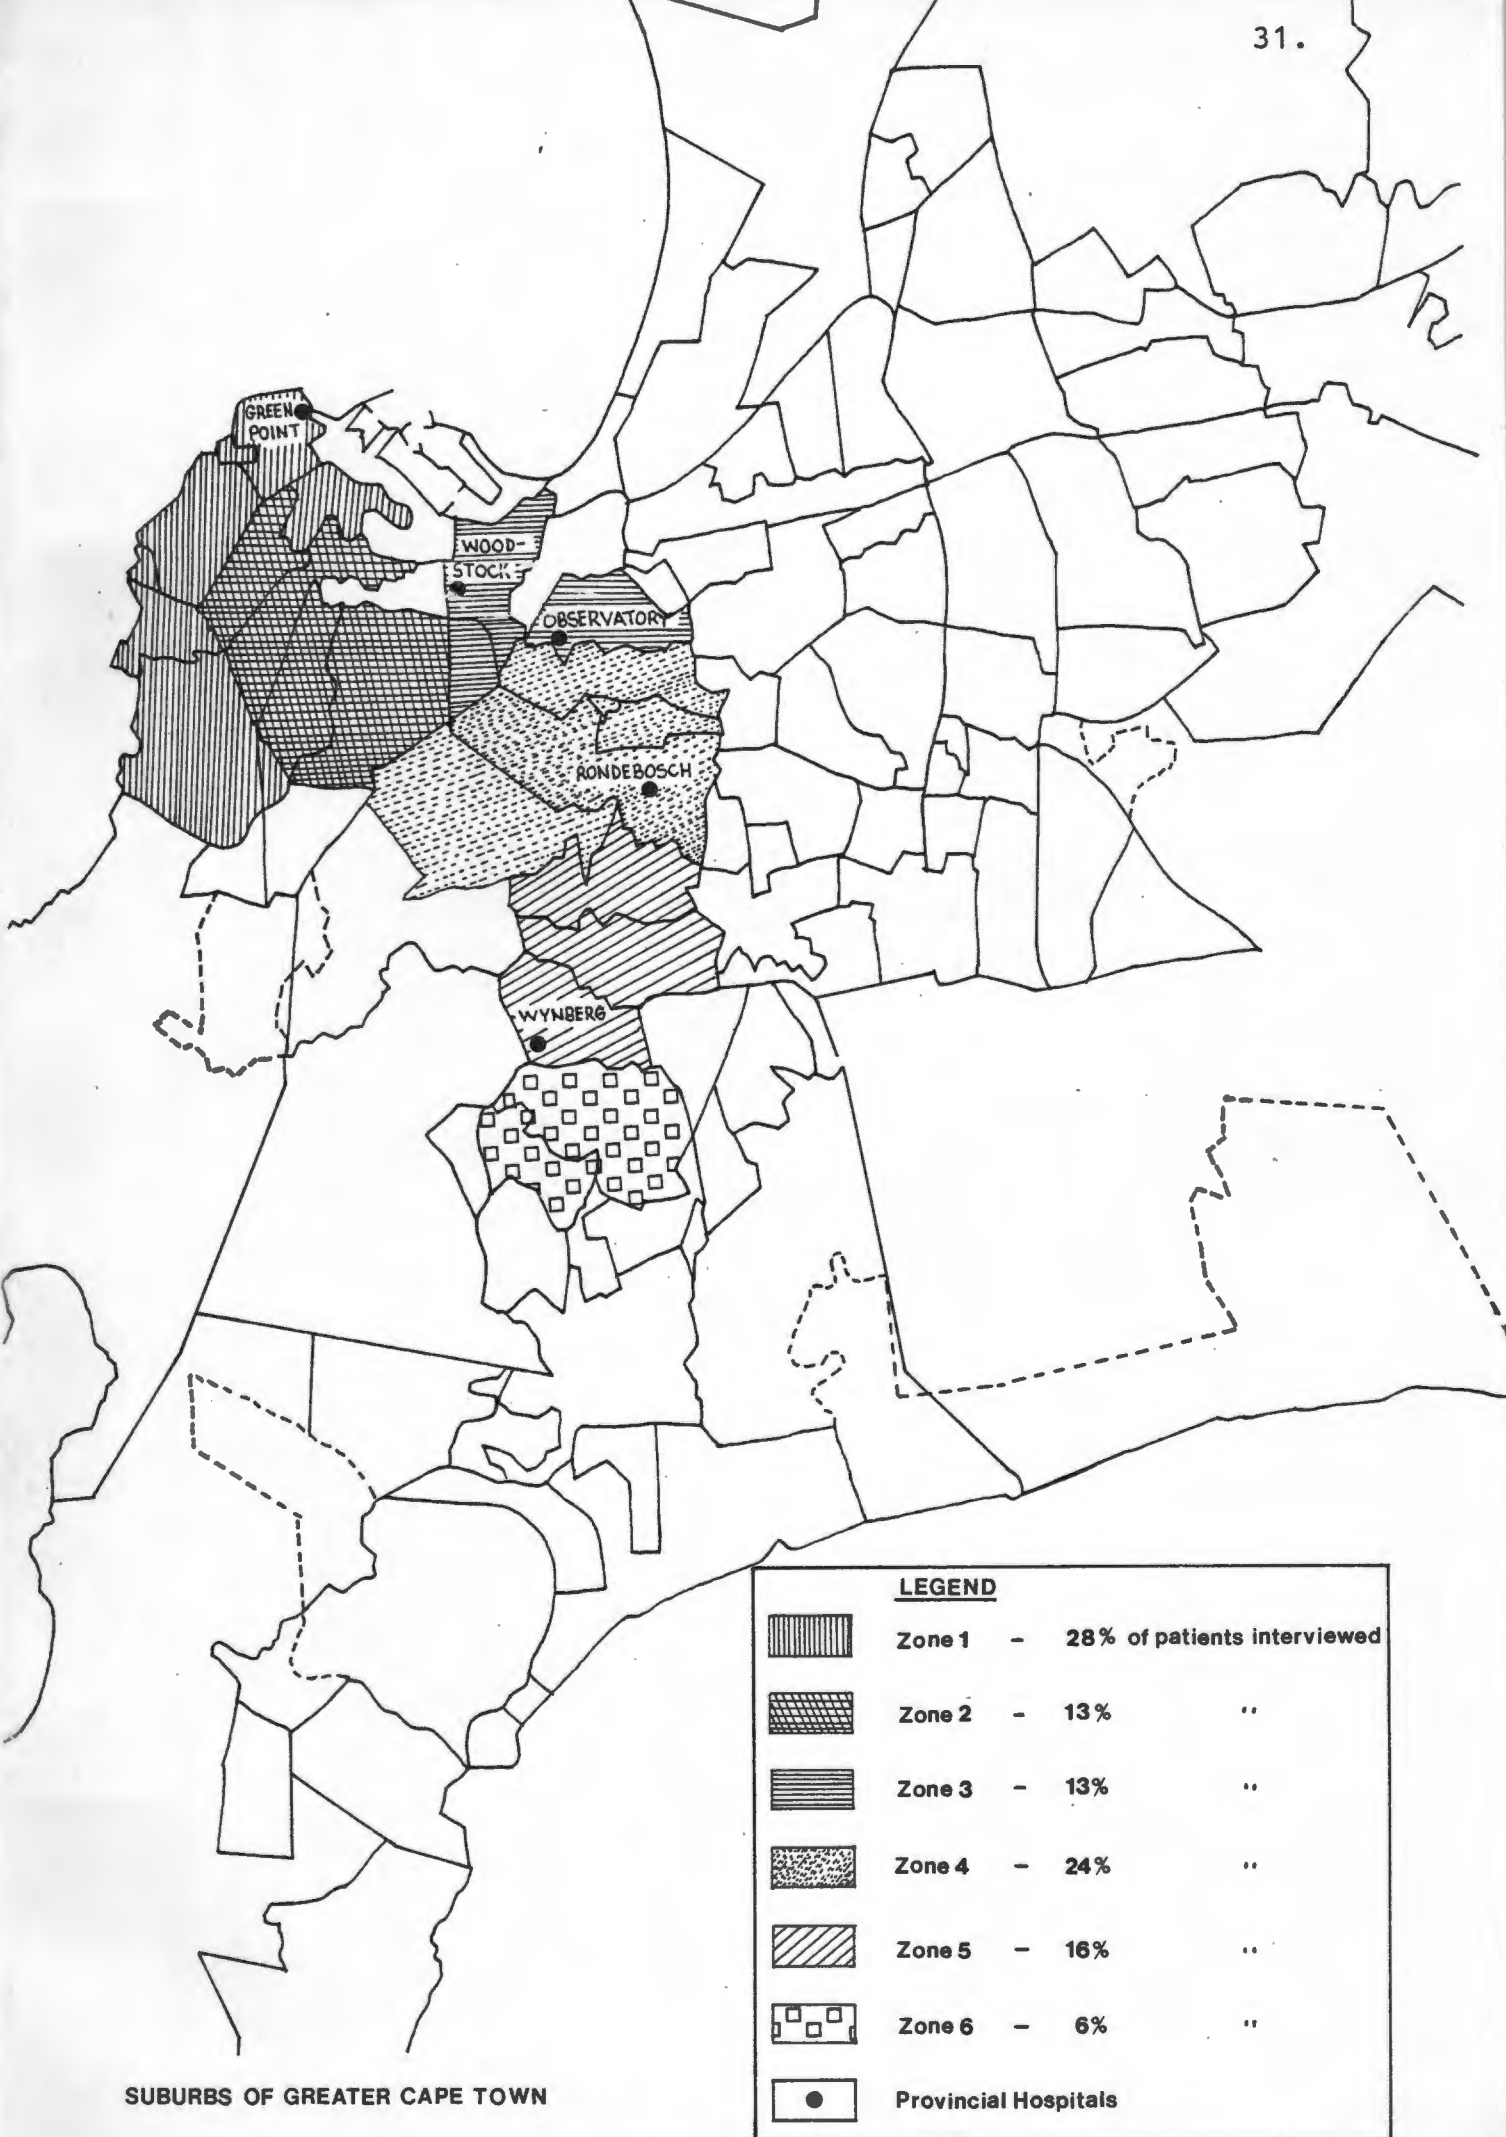 31.
GREEN
POINT
WOOD-
STOCK
OBSERVATORY
RONDEBOSCH
WYNBERG
LEGEND
Zone 1 - 28% of patients interviewed
Zone 2 - 13% "
Zone 3 - 13% "
Zone 4 - 24% "
Zone 5 - 16% "
Zone 6 - 6% "
Provincial Hospitals
SUBURBS OF GREATER CAPE TOWN